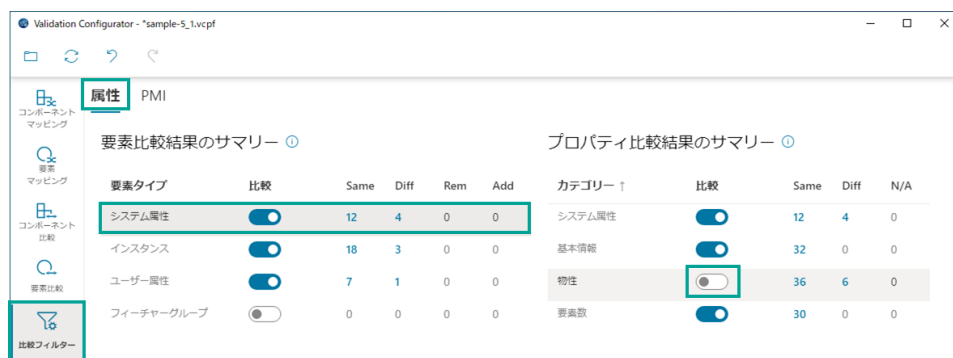 Validation Configurator - *sample-5_1.vcpf
コンポーネント
マッピング
要素
マッピング
コンポーネント
比較
要素比較
比較フィルター
属性 PMI
要素比較結果のサマリー
要素タイプ 比較 Same Diff Rem Add
システム属性 12 4 0 0
インスタンス 18 3 0 0
ユーザー属性 7 1 0 0
フィーチャーグループ 0 0 0 0
プロパティ比較結果のサマリー
カテゴリー ↑ 比較 Same Diff N/A
システム属性 12 4 0
基本情報 32 0 0
物性 36 6 0
要素数 30 0 0